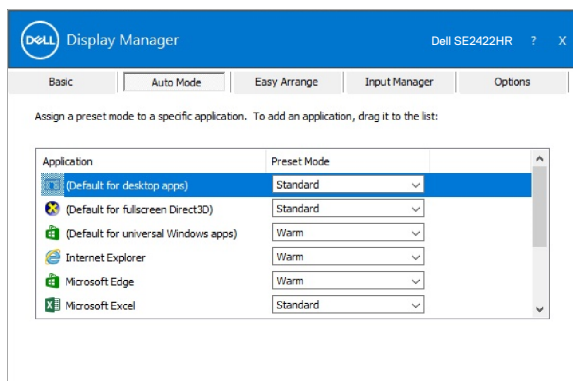 DELL Display Manager Dell SE2422HR ? X
Basic Auto Mode Easy Arrange Input Manager Options
Assign a preset mode to a specific application. To add an application, drag it to the list:
Application Preset Mode
(Default for desktop apps) Standard
(Default for fullscreen Direct3D) Standard
(Default for universal Windows apps) Warm
Internet Explorer Warm
Microsoft Edge Warm
Microsoft Excel Standard